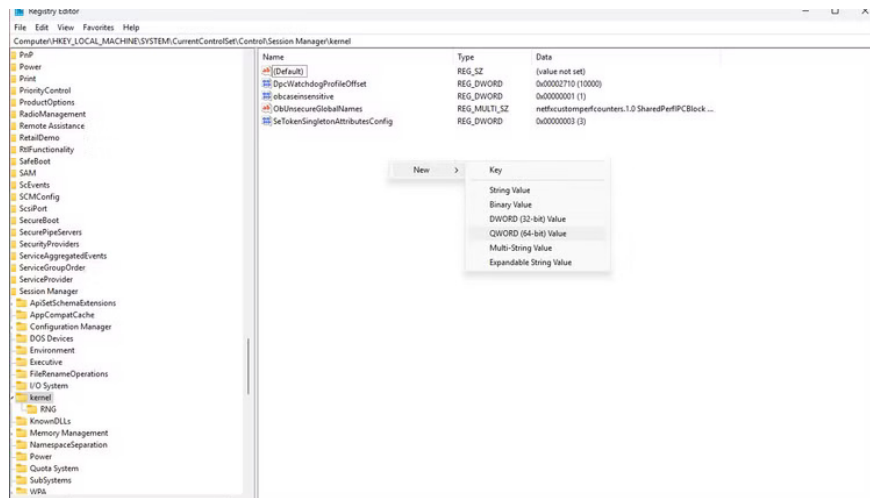 Registry Editor
File Edit View Favorites Help
Computer\HKEY_LOCAL_MACHINE\SYSTEM\CurrentControlSet\Control\Session Manager\kernel
PnP
Power
Print
PriorityControl
ProductOptions
RadioManagement
Remote Assistance
RetailDemo
RtlFunctionality
SafeBoot
SAM
ScEvents
SCMConfig
ScsiPort
SecureBoot
SecurePipeServers
SecurityProviders
ServiceAggregatedEvents
ServiceGroupOrder
ServiceProvider
Session Manager
ApiSetSchemaExtensions
AppCompatCache
Configuration Manager
DOS Devices
Environment
Executive
FileRenameOperations
I/O System
kernel
RNG
KnownDLLs
Memory Management
NamespaceSeparation
Power
Quota System
SubSystems
WPA
Name Type Data
(Default) REG_SZ (value not set)
DpcWatchdogProfileOffset REG_DWORD 0x00002710 (10000)
obcaseinsensitive REG_DWORD 0x00000001 (1)
ObUnsecureGlobalNames REG_MULTI_SZ netfxcustomperfcounters.1.0 SharedPerfIPCBlock ...
SeTokenSingletonAttributesConfig REG_DWORD 0x00000003 (3)
New > Key
String Value
Binary Value
DWORD (32-bit) Value
QWORD (64-bit) Value
Multi-String Value
Expandable String Value